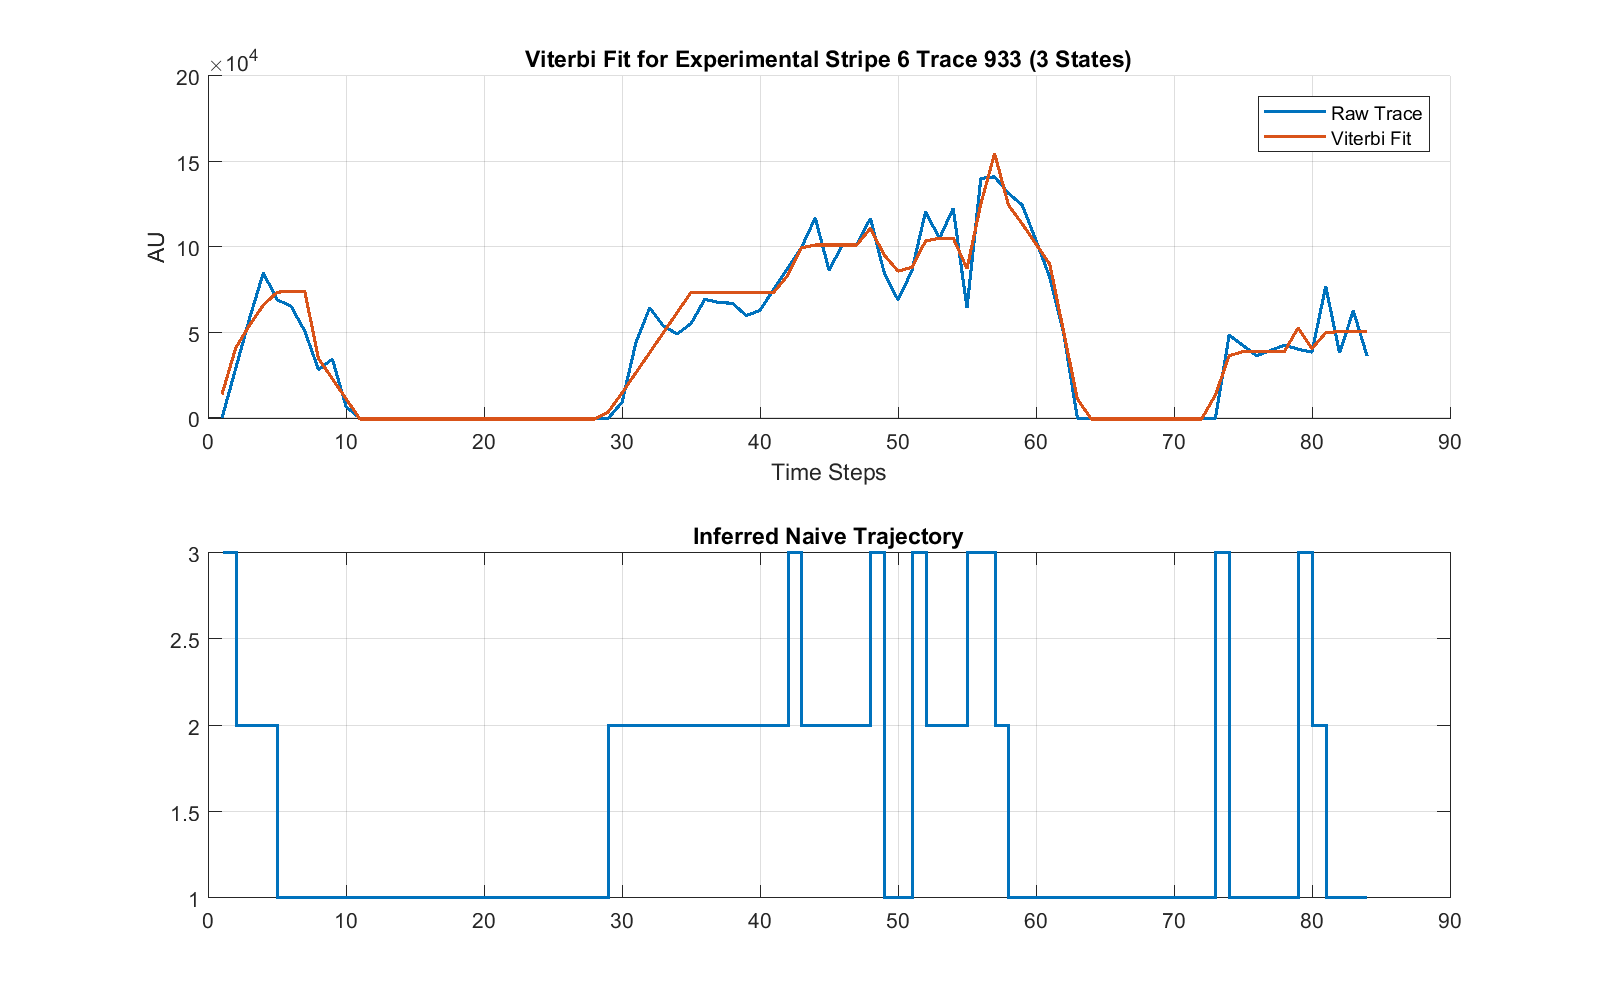 Viterbi Fit for Experimental Stripe 6 Trace 933 (3 States)
×10⁴
20
15
10
5
0
AU
Raw Trace
Viterbi Fit
0 10 20 30 40 50 60 70 80 90
Time Steps
Inferred Naive Trajectory
3
2.5
2
1.5
1
0 10 20 30 40 50 60 70 80 90